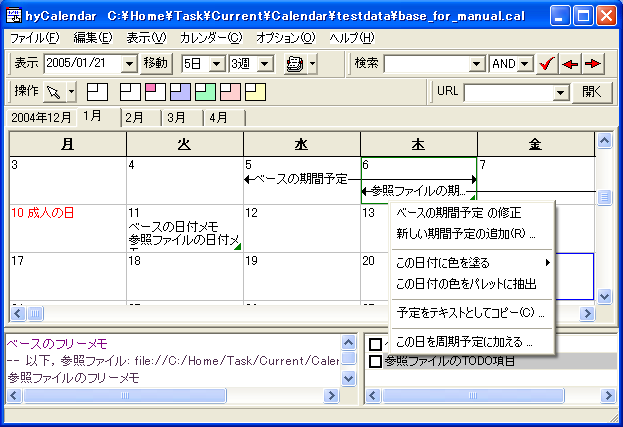 hyCalendar C:¥Home¥Task¥Current¥Calendar¥testdata¥base_for_manual.cal
ファイル(F) 編集(E) 表示(V) カレンダー(C) オプション(O) ヘルプ(H)
表示 2005/01/21 移動 5日 3週 検索 AND
操作 URL 開く
2004年12月 1月 2月 3月 4月
月 火 水 木 金
3 4 5 6 7
ベースの期間予定
参照ファイルの期...
10 成人の日 11 12 13
ベースの日付メモ
参照ファイルの日付メ
17 18 19 20
ベースの期間予定 の修正
新しい期間予定の追加(R) ...
この日付に色を塗る
この日付の色をパレットに抽出
予定をテキストとしてコピー(C) ...
この日を周期予定に加える ...
ベースのフリーメモ
-- 以下, 参照ファイル: file://C:/Home/Task/Current/Caler
参照ファイルのフリーメモ
参照ファイルのTODO項目